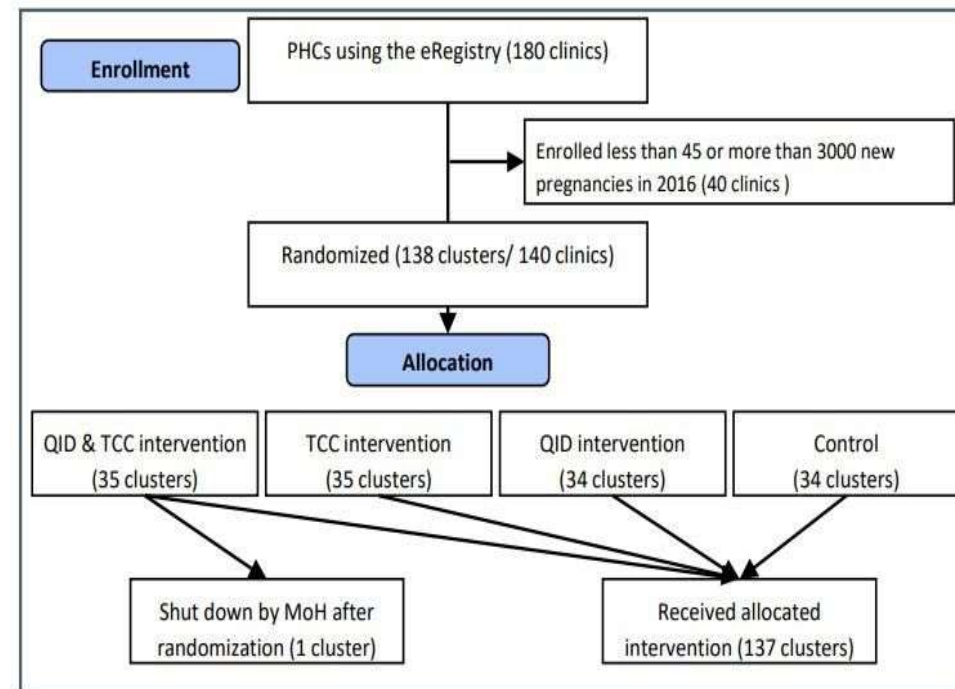 PHCs using the eRegistry (180 clinics)
Enrollment
Enrolled less than 45 or more than 3000 new
pregnancies in 2016 (40 clinics )
Randomized (138 clusters/ 140 clinics)
Allocation
QID & TCC intervention
(35 clusters)
TCC intervention
(35 clusters)
QID intervention
(34 clusters)
Control
(34 clusters)
Shut down by MoH after
randomization (1 cluster)
Received allocated
intervention (137 clusters)